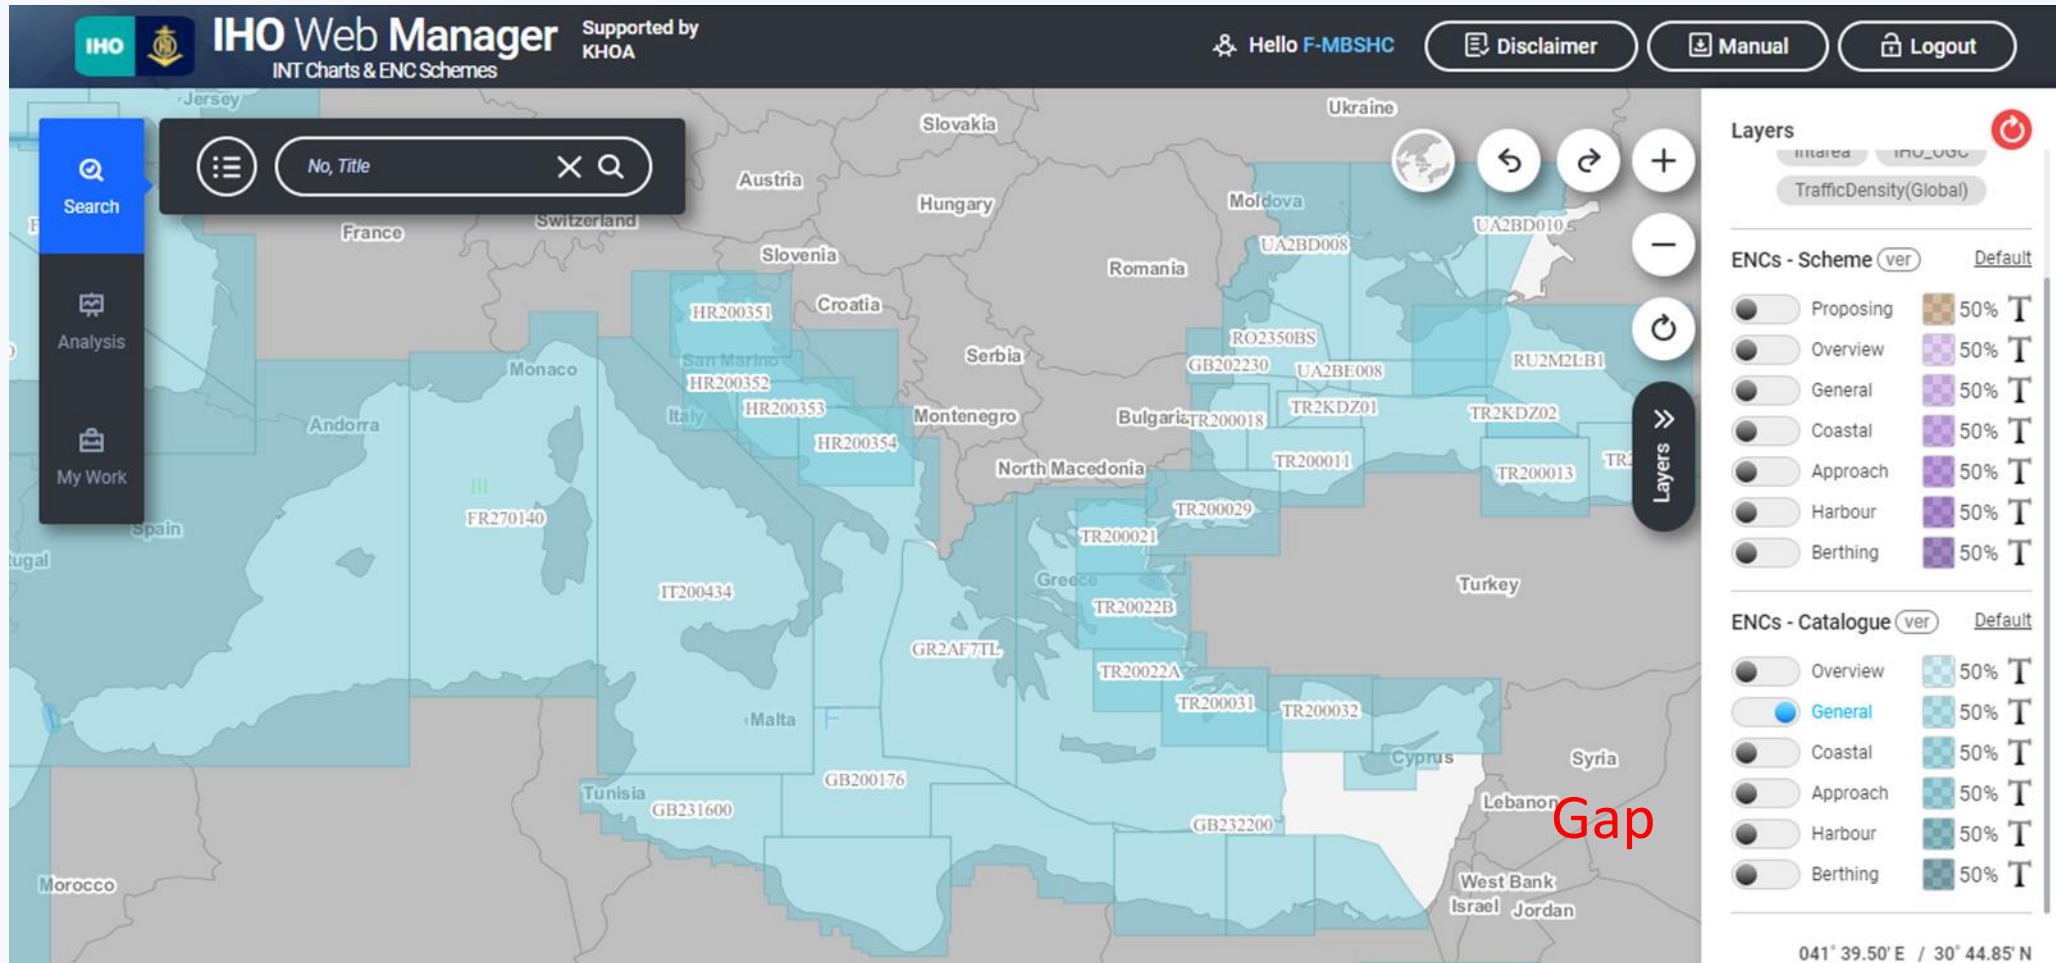 IHO
IHO Web Manager
INT Charts & ENC Schemes
Supported by
KHOA
Hello F-MBSHC
Disclaimer
Manual
Logout
Search
Analysis
My Work
No, Title
Jersey
Slovakia
Ukraine
Austria
Hungary
Moldova
France
Switzerland
Slovenia
Romania
Croatia
San Marino
Serbia
Monaco
Italy
Andorra
Montenegro
Bulgaria
North Macedonia
Spain
tugal
Greece
Turkey
Malta
Cyprus
Syria
Tunisia
Lebanon
Morocco
West Bank
Israel
Jordan
UA2BD010
UA2BD008
HR200351
RO2350BS
GB202230
UA2BE008
RU2M2LB1
HR200352
HR200353
HR200354
TR200018
TR2KDZ01
TR2KDZ02
TR200011
TR200013
TR2
TR200029
TR200021
FR270140
IT200434
TR20022B
GR2AF7TL
TR20022A
TR200031
TR200032
GB200176
GB231600
GB232200
III
F
Gap
Layers
Layers
Intarea
IHO_OGC
TrafficDensity(Global)
ENCs - Scheme (ver) Default
Proposing 50% T
Overview 50% T
General 50% T
Coastal 50% T
Approach 50% T
Harbour 50% T
Berthing 50% T
ENCs - Catalogue (ver) Default
Overview 50% T
General 50% T
Coastal 50% T
Approach 50% T
Harbour 50% T
Berthing 50% T
041° 39.50' E / 30° 44.85' N